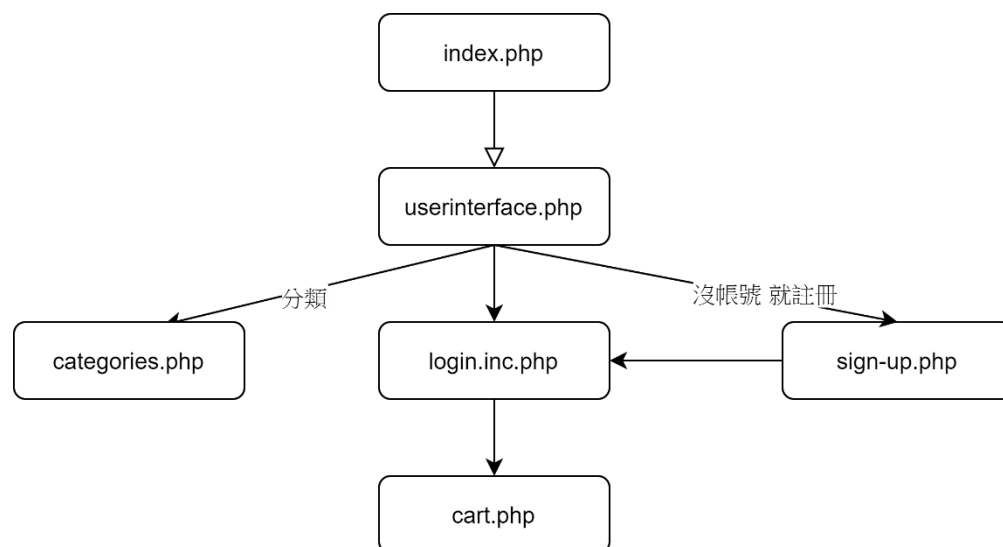 index.php
userinterface.php
分類
沒帳號 就註冊
categories.php
login.inc.php
sign-up.php
cart.php